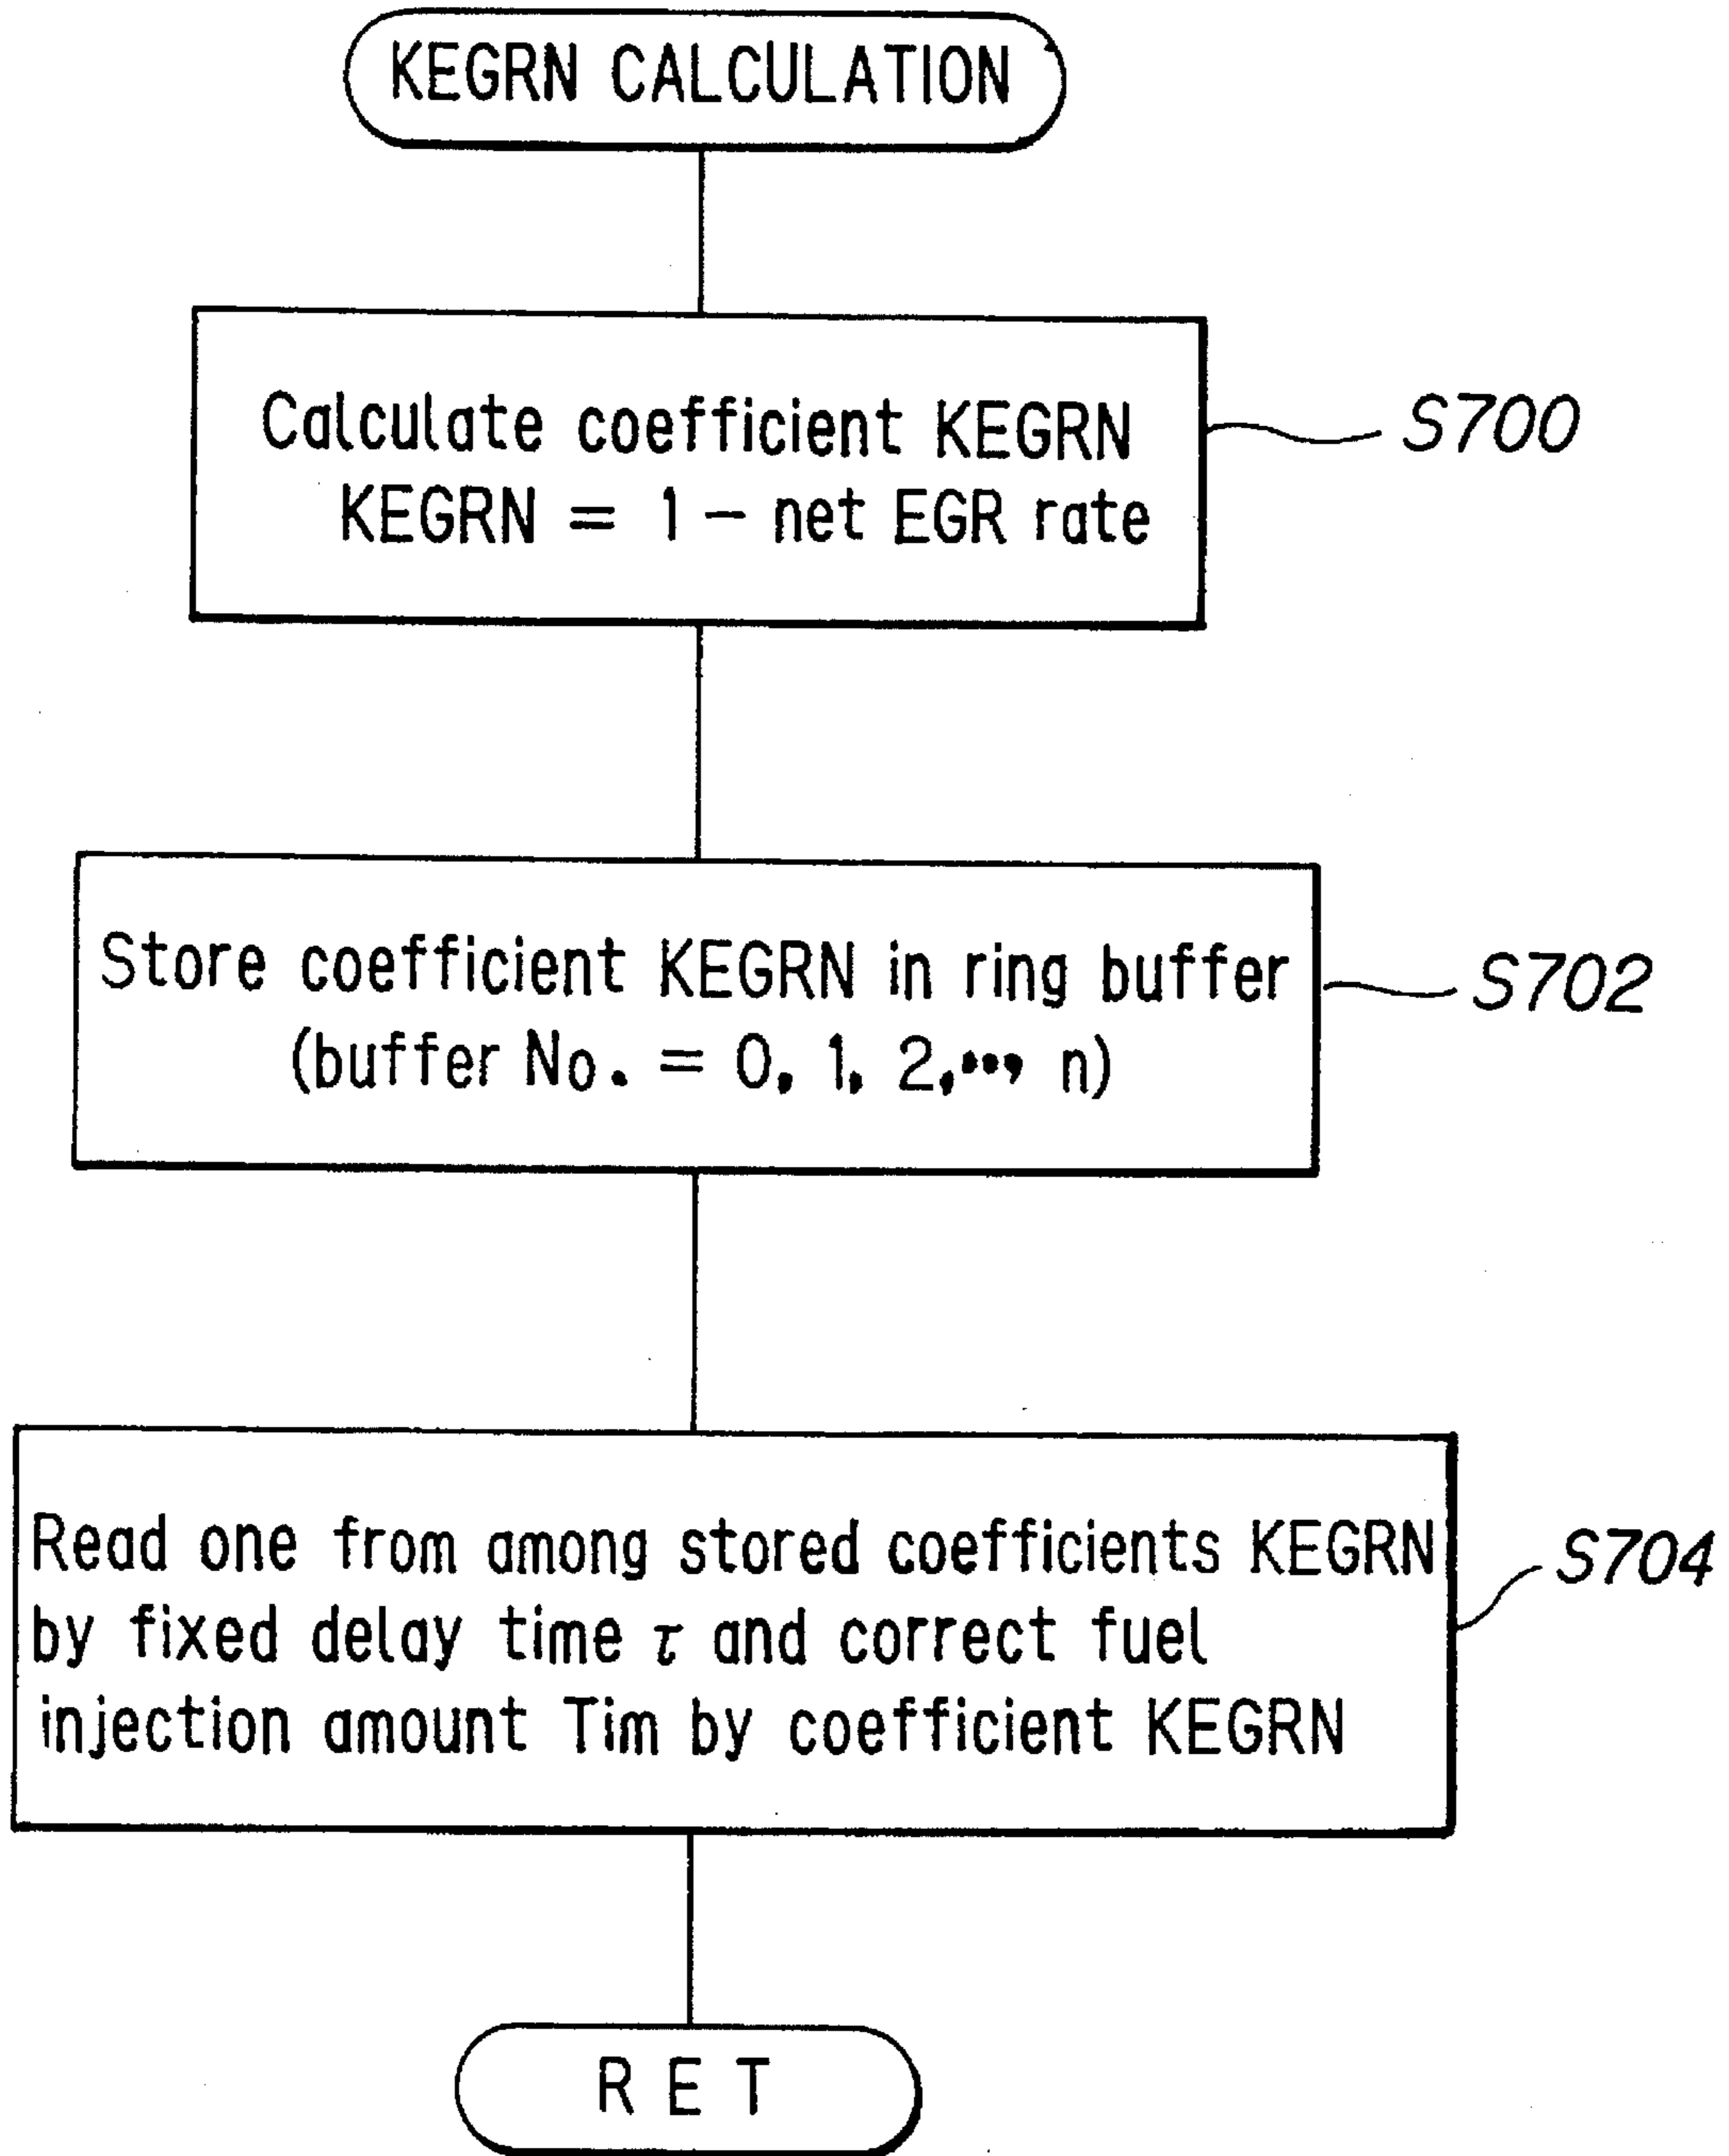 KEGRN CALCULATION
Calculate coefficient KEGRN
KEGRN = 1 – net EGR rate
S700
Store coefficient KEGRN in ring buffer
(buffer No. = 0, 1, 2,•••, n)
S702
Read one from among stored coefficients KEGRN
by fixed delay time τ and correct fuel
injection amount Tim by coefficient KEGRN
S704
RET